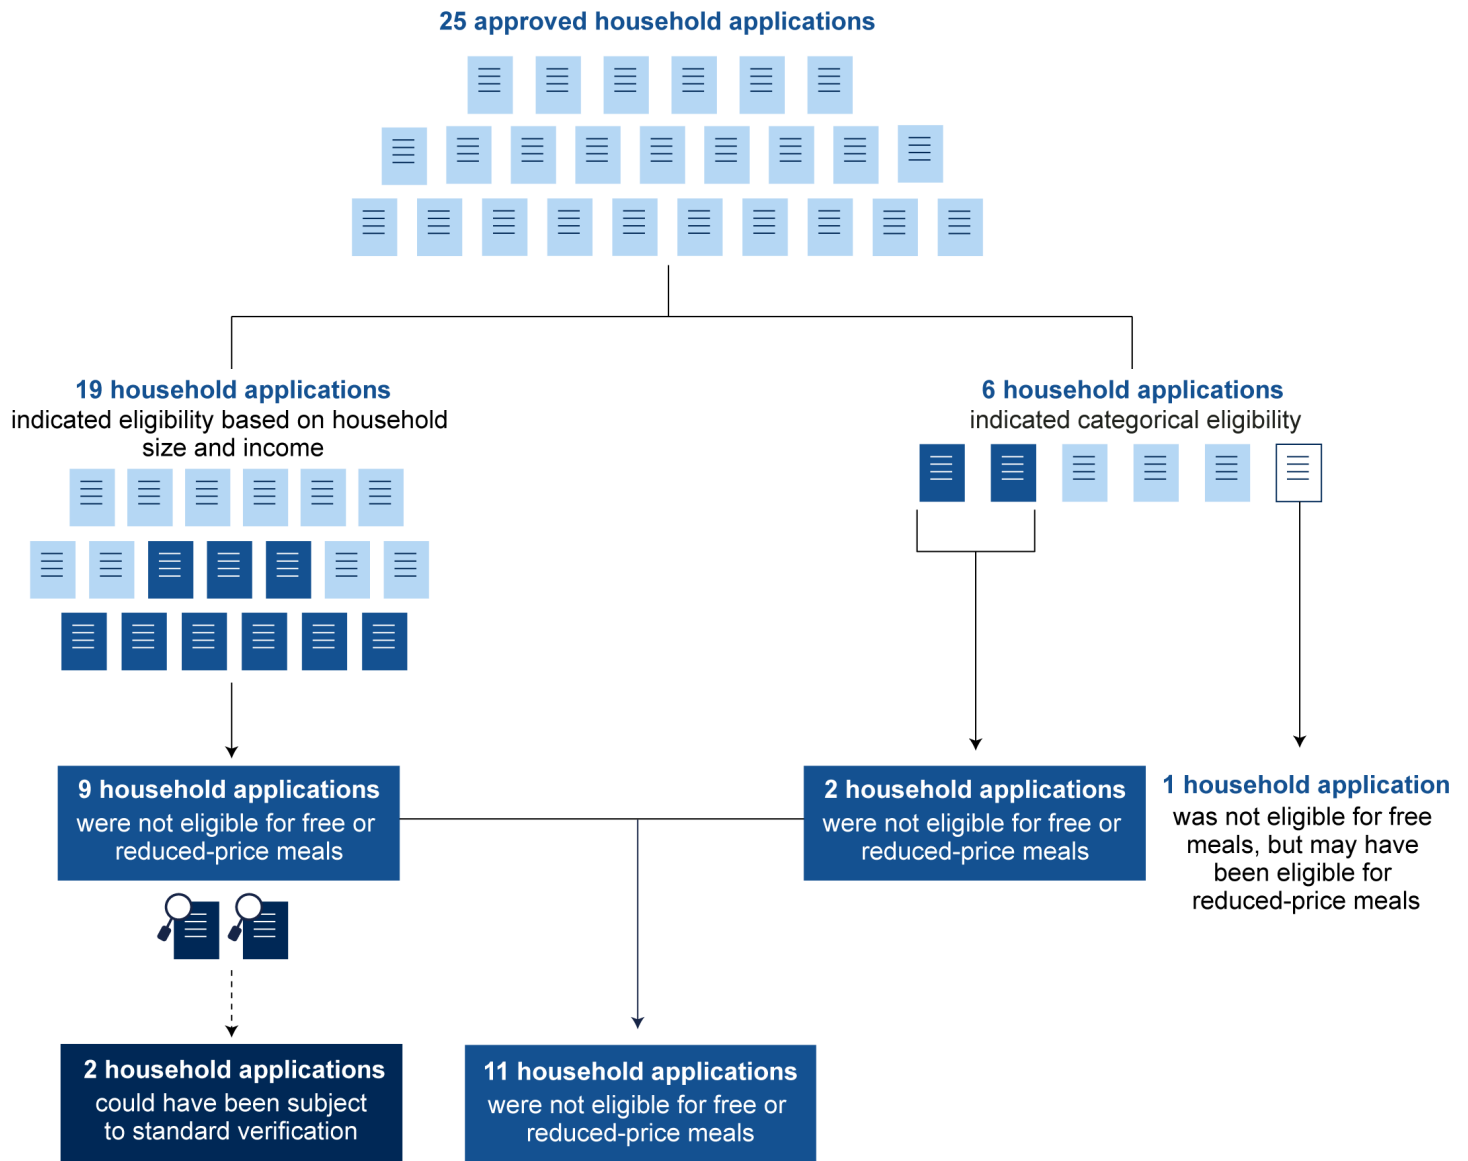 25 approved household applications
19 household applications
indicated eligibility based on household
size and income
6 household applications
indicated categorical eligibility
9 household applications
were not eligible for free or
reduced-price meals
2 household applications
were not eligible for free or
reduced-price meals
1 household application
was not eligible for free
meals, but may have
been eligible for
reduced-price meals
2 household applications
could have been subject
to standard verification
11 household applications
were not eligible for free or
reduced-price meals